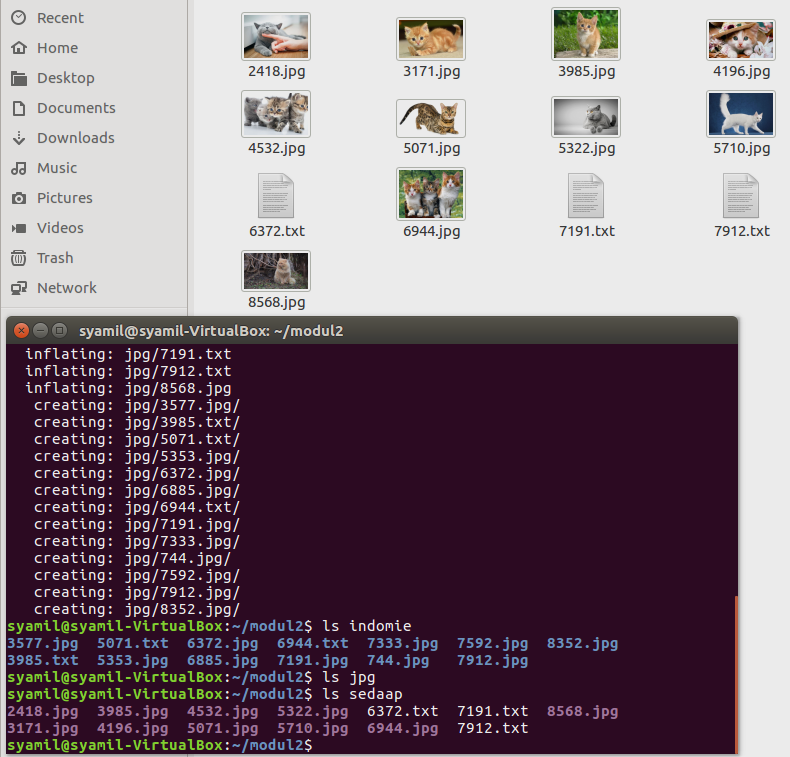 Recent
Home
Desktop
Documents
Downloads
Music
Pictures
Videos
Trash
Network
2418.jpg 3171.jpg 3985.jpg 4196.jpg
4532.jpg 5071.jpg 5322.jpg 5710.jpg
6372.txt 6944.jpg 7191.txt 7912.txt
8568.jpg
syamil@syamil-VirtualBox: ~/modul2
inflating: jpg/7191.txt
inflating: jpg/7912.txt
inflating: jpg/8568.jpg
creating: jpg/3577.jpg/
creating: jpg/3985.txt/
creating: jpg/5071.txt/
creating: jpg/5353.jpg/
creating: jpg/6372.jpg/
creating: jpg/6885.jpg/
creating: jpg/6944.txt/
creating: jpg/7191.jpg/
creating: jpg/7333.jpg/
creating: jpg/744.jpg/
creating: jpg/7592.jpg/
creating: jpg/7912.jpg/
creating: jpg/8352.jpg/
syamil@syamil-VirtualBox:~/modul2$ ls indomie
3577.jpg 5071.txt 6372.jpg 6944.txt 7333.jpg 7592.jpg 8352.jpg
3985.txt 5353.jpg 6885.jpg 7191.jpg 744.jpg 7912.jpg
syamil@syamil-VirtualBox:~/modul2$ ls jpg
syamil@syamil-VirtualBox:~/modul2$ ls sedaap
2418.jpg 3985.jpg 4532.jpg 5322.jpg 6372.txt 7191.txt 8568.jpg
3171.jpg 4196.jpg 5071.jpg 5710.jpg 6944.jpg 7912.txt
syamil@syamil-VirtualBox:~/modul2$